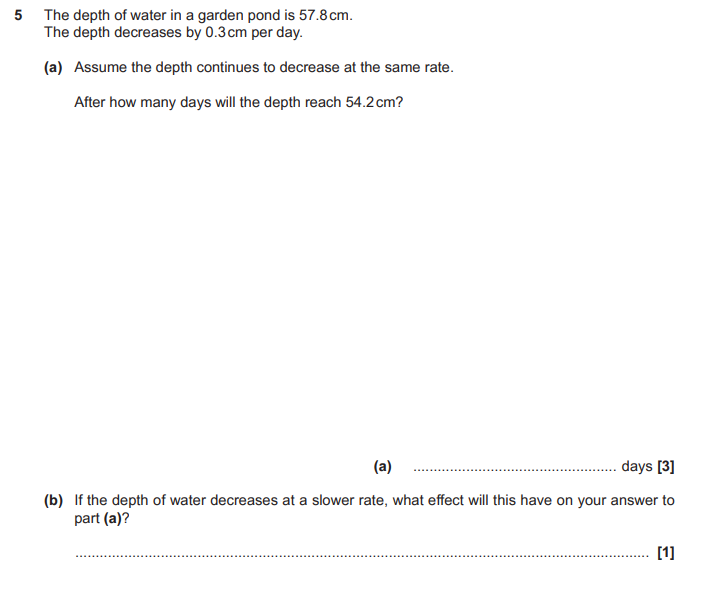 5 The depth of water in a garden pond is 57.8 cm.
The depth decreases by 0.3 cm per day.
(a) Assume the depth continues to decrease at the same rate.
After how many days will the depth reach 54.2 cm?
(a) ................................................... days [3]
(b) If the depth of water decreases at a slower rate, what effect will this have on your answer to
part (a)?
................................................................................................................................................ [1]